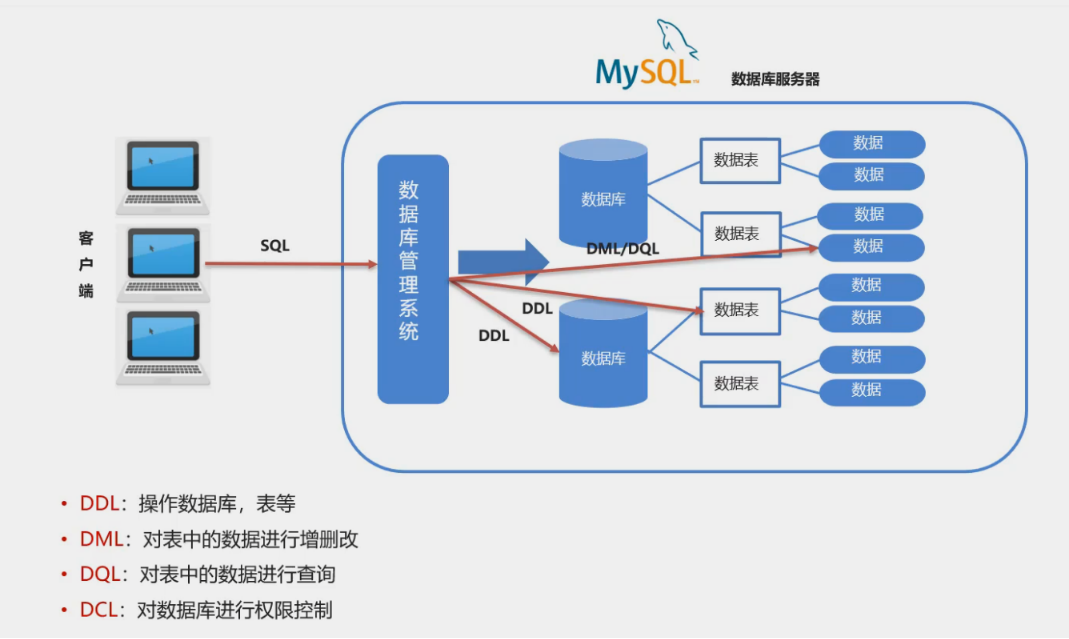 MySQL™
数据库服务器
客户端
SQL
数据库管理系统
数据库
数据表
数据
数据
数据表
数据
数据
DML/DQL
DDL
DDL
数据库
数据表
数据
数据
数据表
数据
数据
• DDL：操作数据库，表等
• DML：对表中的数据进行增删改
• DQL：对表中的数据进行查询
• DCL：对数据库进行权限控制